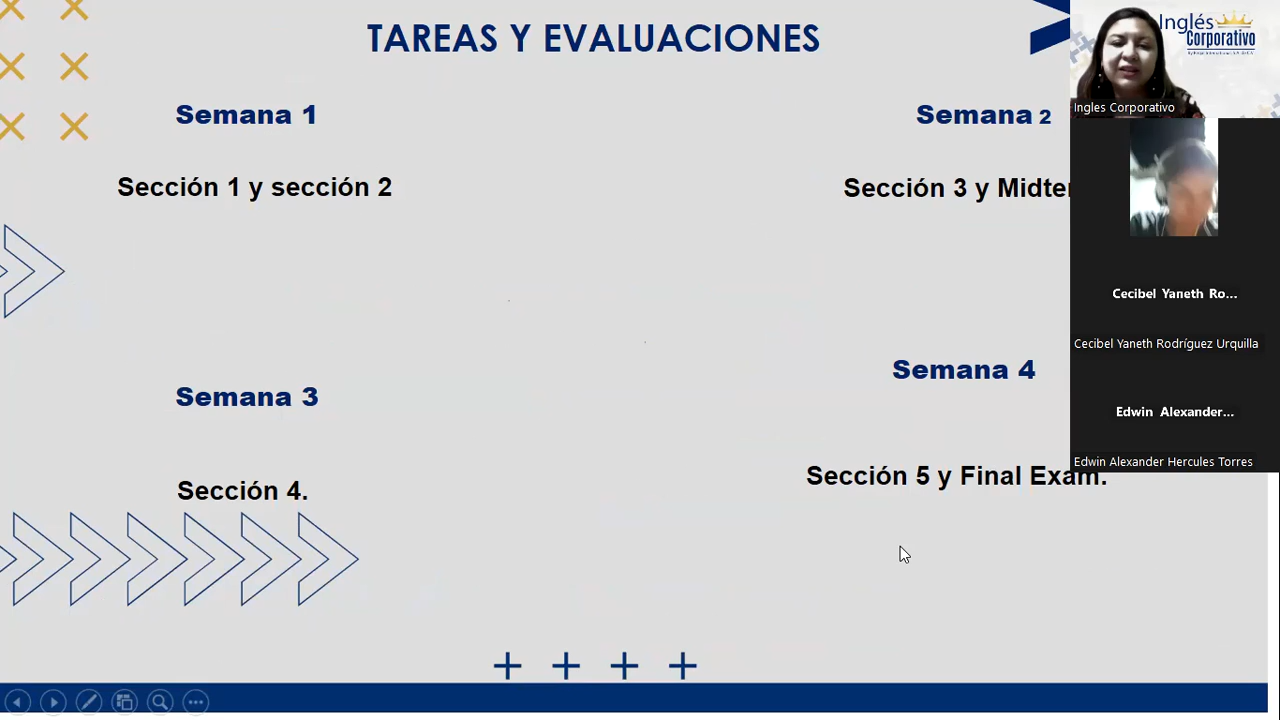 TAREAS Y EVALUACIONES
Semana 1
Semana 2
Sección 1 y sección 2
Sección 3 y Midter
Semana 3
Semana 4
Sección 4.
Sección 5 y Final Exam.
Inglés
Corporativo
Ingles Corporativo
Cecibel Yaneth Ro...
Cecibel Yaneth Rodríguez Urquilla
Edwin Alexander...
Edwin Alexander Hercules Torres